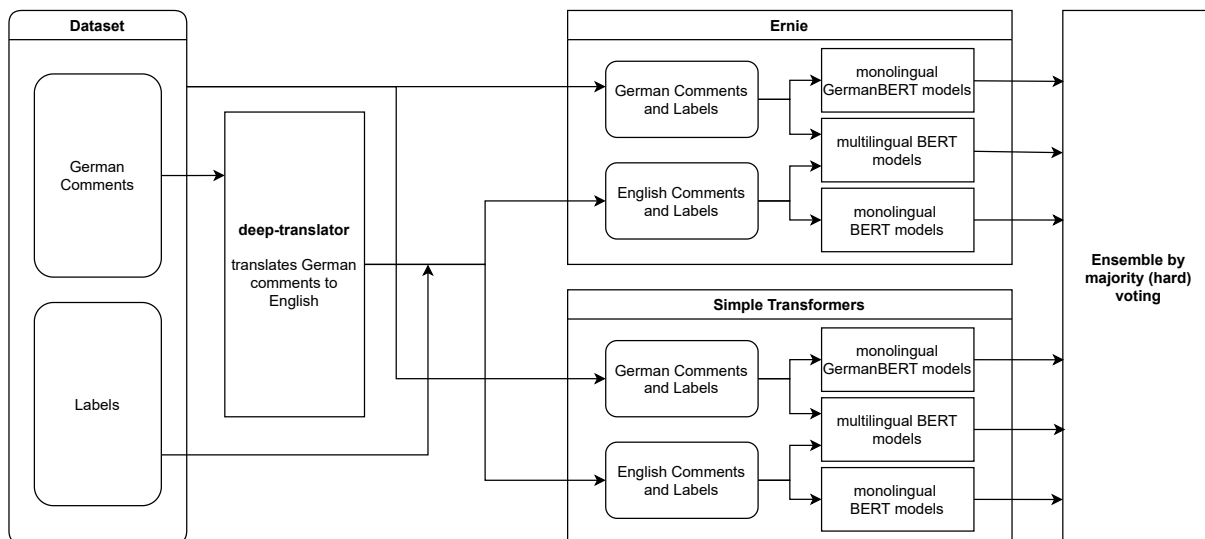 Dataset
German
Comments
Labels
deep-translator
translates German
comments to
English
Ernie
German Comments
and Labels
English Comments
and Labels
monolingual
GermanBERT models
multilingual BERT
models
monolingual
BERT models
Simple Transformers
German Comments
and Labels
English Comments
and Labels
monolingual
GermanBERT models
multilingual BERT
models
monolingual
BERT models
Ensemble by
majority (hard)
voting